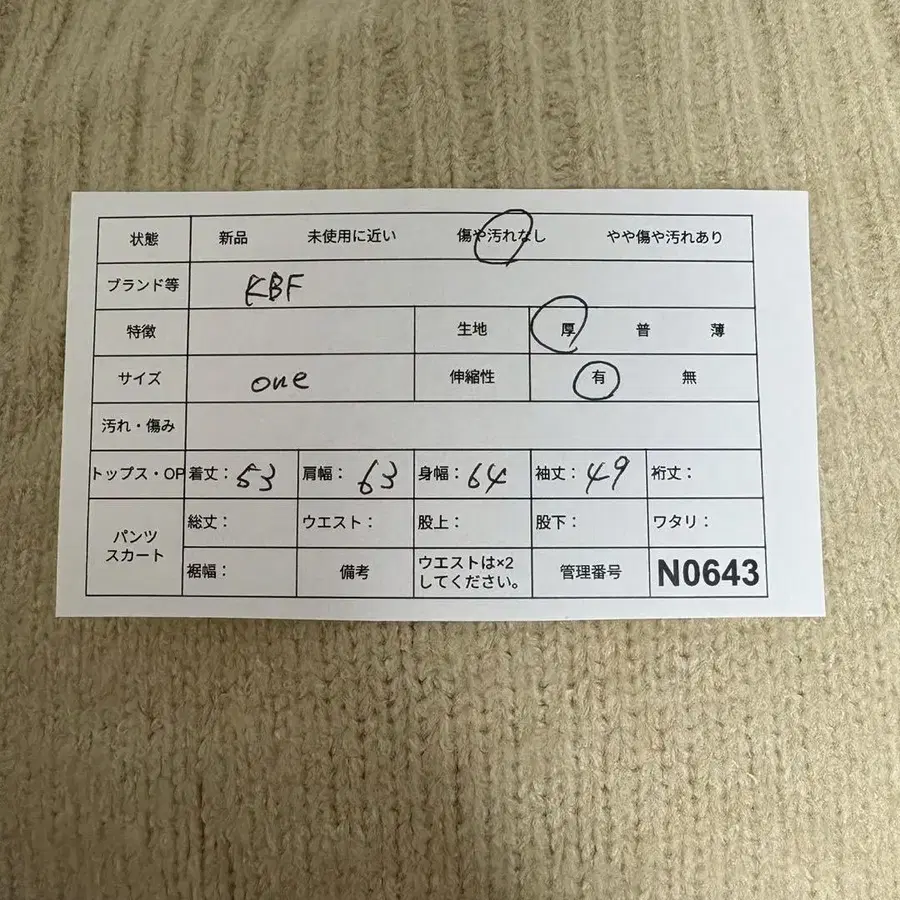 状態 新品 未使用に近い 傷や汚れなし やや傷や汚れあり
ブランド等 KBF
特徴 生地 厚 普 薄
サイズ one 伸縮性 有 無
汚れ・傷み
トップス・OP 着丈：53 肩幅：63 身幅：64 袖丈：49 裄丈：
パンツ スカート 総丈： ウエスト： 股上： 股下： ワタリ：
裾幅： 備考 ウエストは×2 してください。 管理番号 N0643